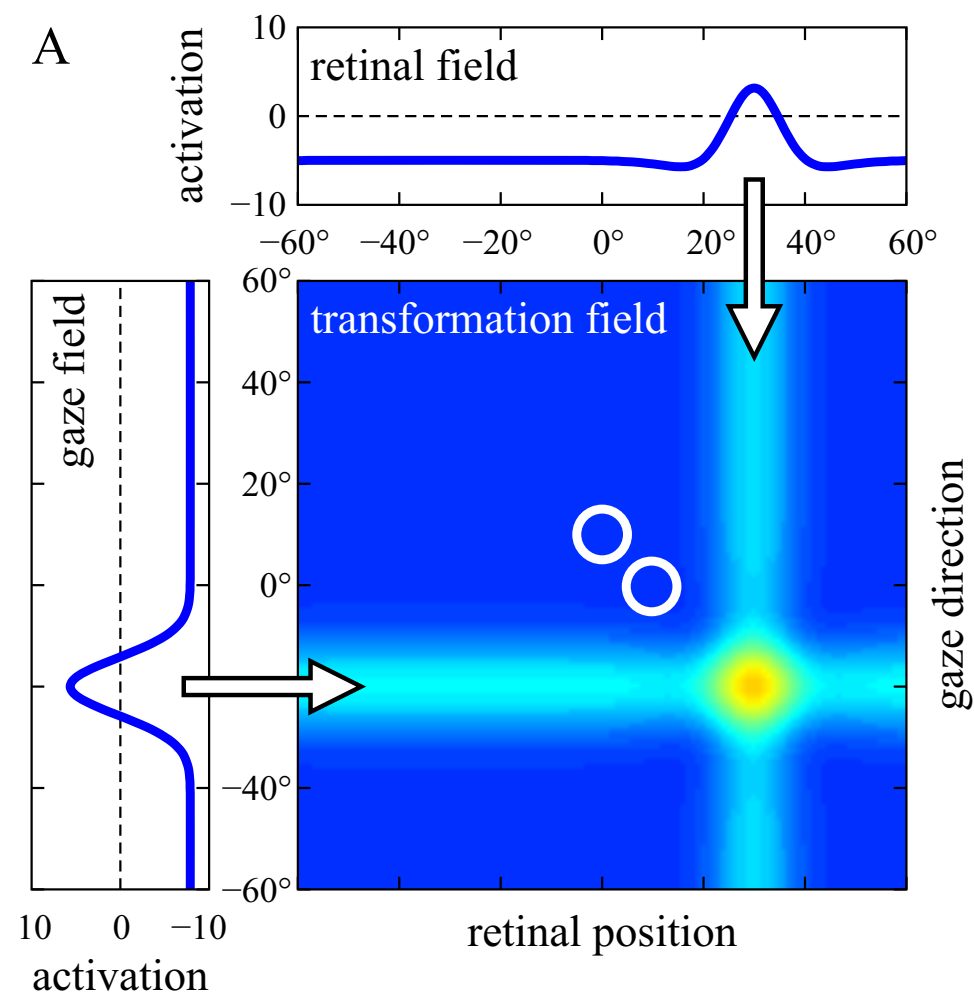 A
activation
10
0
−10
retinal field
−60° −40° −20° 0° 20° 40° 60°
gaze field
10 0 −10
activation
transformation field
60°
40°
20°
0°
−40°
−60°
retinal position
gaze direction